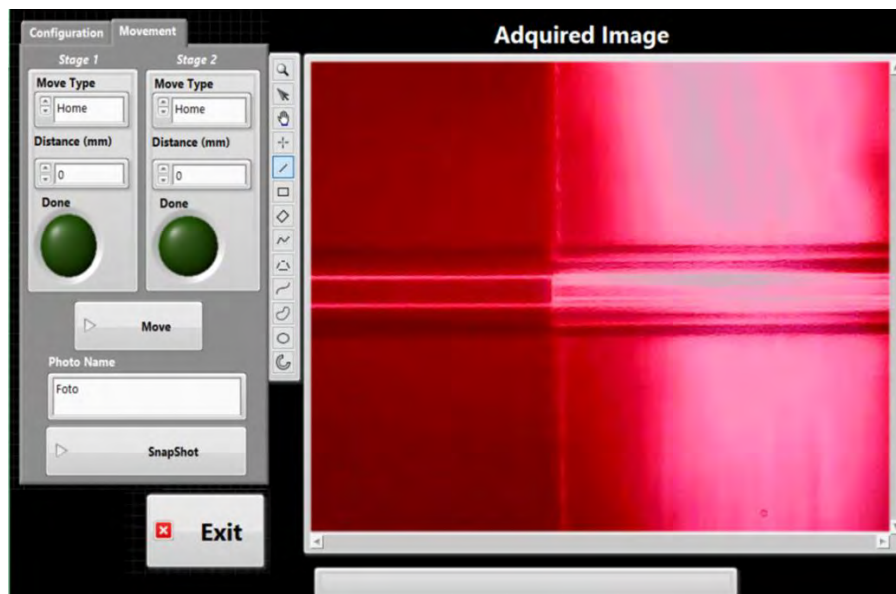 Configuration
Movement
Adquired Image
Stage 1
Stage 2
Move Type
Move Type
Home
Home
Distance (mm)
Distance (mm)
0
0
Done
Done
Move
Photo Name
Foto
SnapShot
Exit